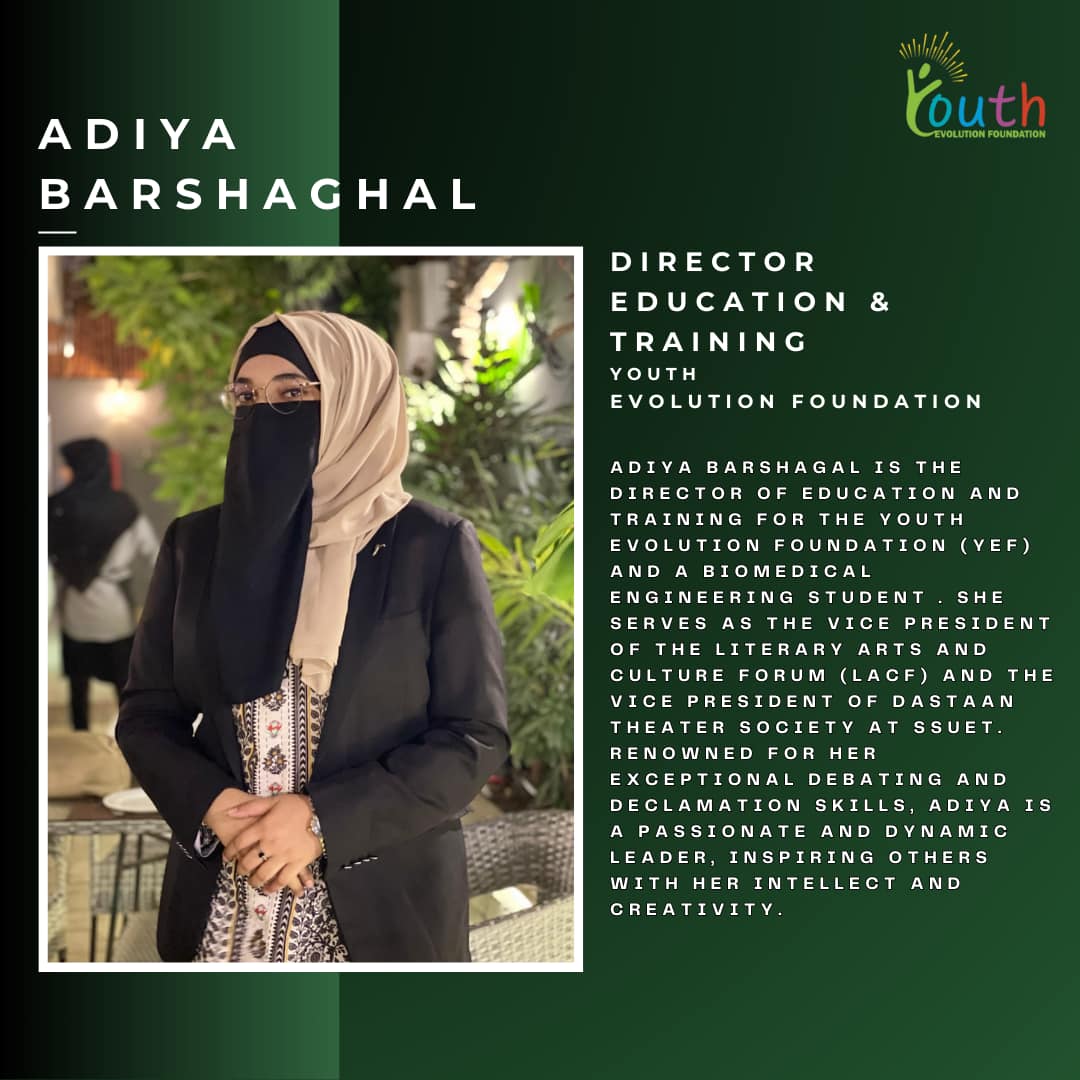 Youth
EVOLUTION FOUNDATION
ADIYA
BARSHAGHAL
DIRECTOR
EDUCATION &
TRAINING
YOUTH
EVOLUTION FOUNDATION
ADIYA BARSHAGAL IS THE
DIRECTOR OF EDUCATION AND
TRAINING FOR THE YOUTH
EVOLUTION FOUNDATION (YEF)
AND A BIOMEDICAL
ENGINEERING STUDENT . SHE
SERVES AS THE VICE PRESIDENT
OF THE LITERARY ARTS AND
CULTURE FORUM (LACF) AND THE
VICE PRESIDENT OF DASTAAN
THEATER SOCIETY AT SSUET.
RENOWNED FOR HER
EXCEPTIONAL DEBATING AND
DECLAMATION SKILLS, ADIYA IS
A PASSIONATE AND DYNAMIC
LEADER, INSPIRING OTHERS
WITH HER INTELLECT AND
CREATIVITY.